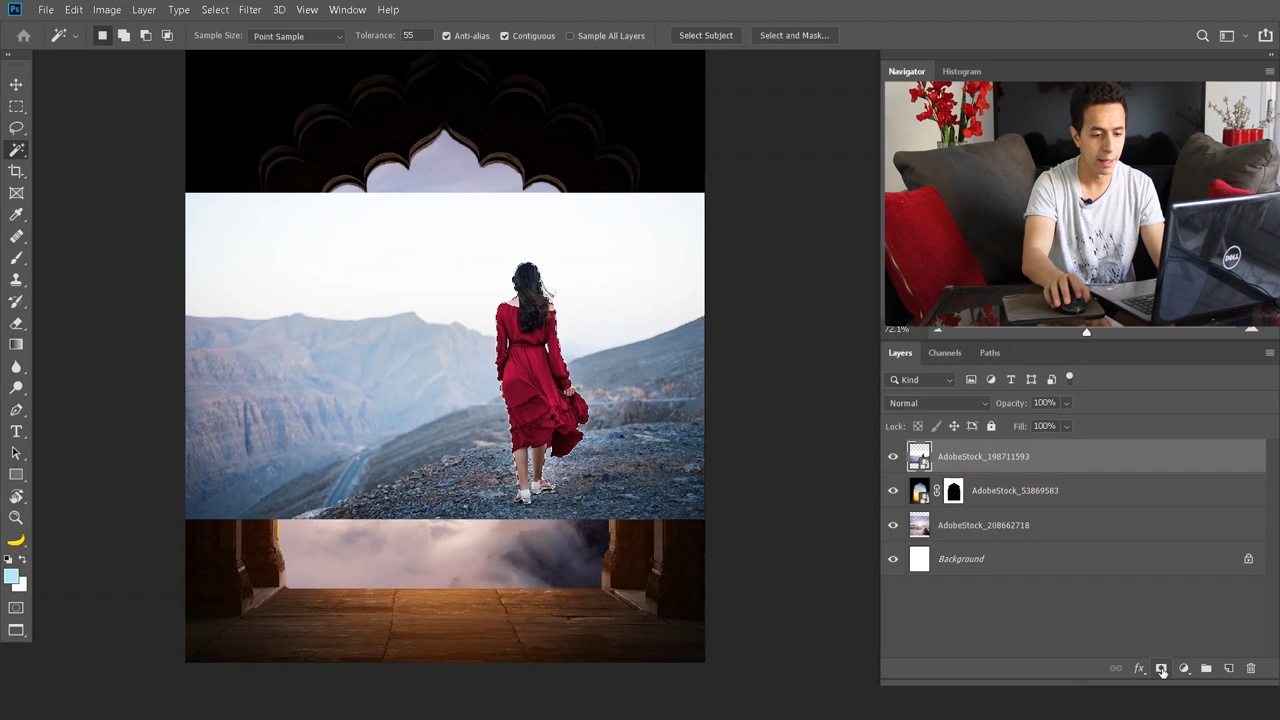 Ps File Edit Image Layer Type Select Filter 3D View Window Help
Sample Size: Point Sample Tolerance: 55 Anti-alias Contiguous Sample All Layers Select Subject Select and Mask...
Navigator Histogram
DELL
72.1%
Layers Channels Paths
Kind
Normal Opacity: 100%
Lock: Fill: 100%
AdobeStock_198711593
AdobeStock_53869583
AdobeStock_208662718
Background
fx